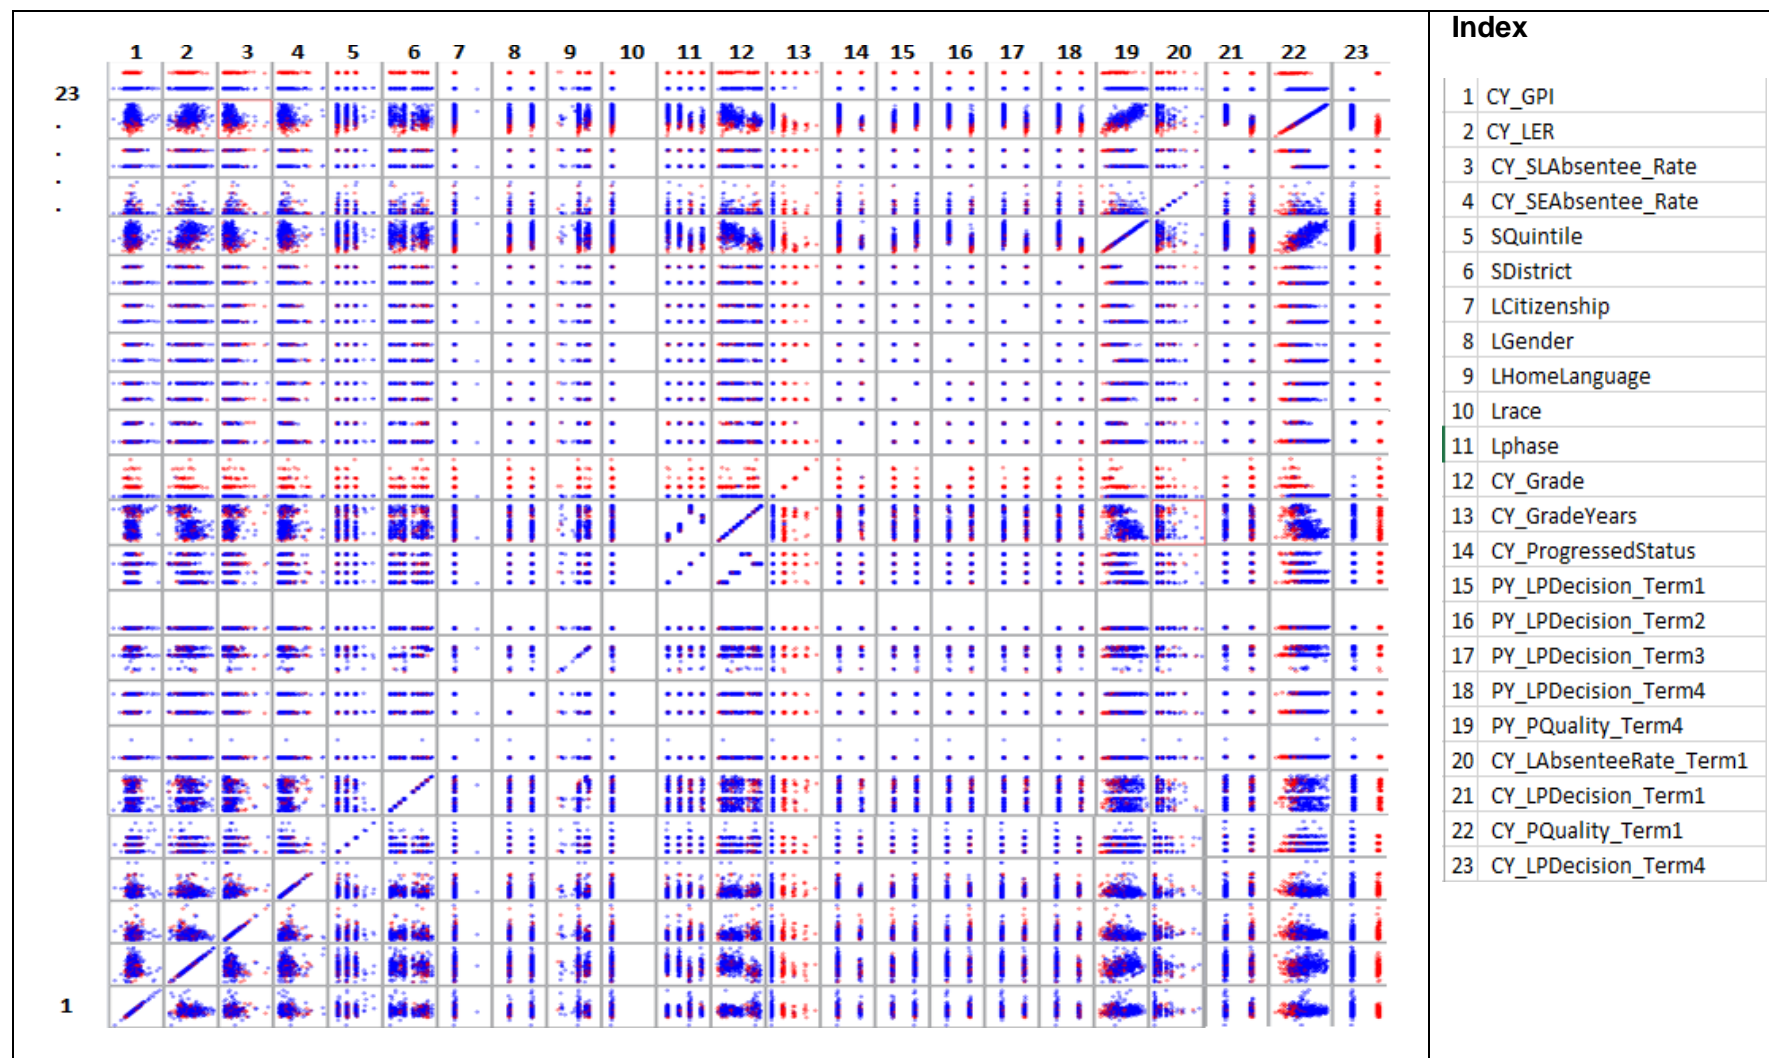 Index
1 2 3 4 5 6 7 8 9 10 11 12 13 14 15 16 17 18 19 20 21 22 23
23
.
.
.
.
1
1 CY_GPI
2 CY_LER
3 CY_SLAbsentee_Rate
4 CY_SEAbsentee_Rate
5 SQuintile
6 SDistrict
7 LCitizenship
8 LGender
9 LHomeLanguage
10 Lrace
11 Lphase
12 CY_Grade
13 CY_GradeYears
14 CY_ProgressedStatus
15 PY_LPDecision_Term1
16 PY_LPDecision_Term2
17 PY_LPDecision_Term3
18 PY_LPDecision_Term4
19 PY_PQuality_Term4
20 CY_LAbsenteeRate_Term1
21 CY_LPDecision_Term1
22 CY_PQuality_Term1
23 CY_LPDecision_Term4